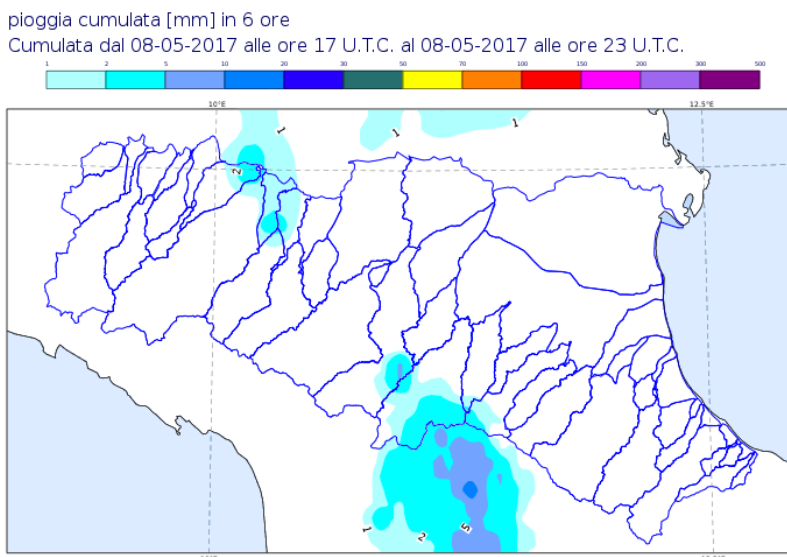 pioggia cumulata [mm] in 6 ore
Cumulata dal 08-05-2017 alle ore 17 U.T.C. al 08-05-2017 alle ore 23 U.T.C.
1 2 5 10 20 30 50 70 100 150 200 300 500
10°E 12.5°E
1 1 1
2
1 2 5